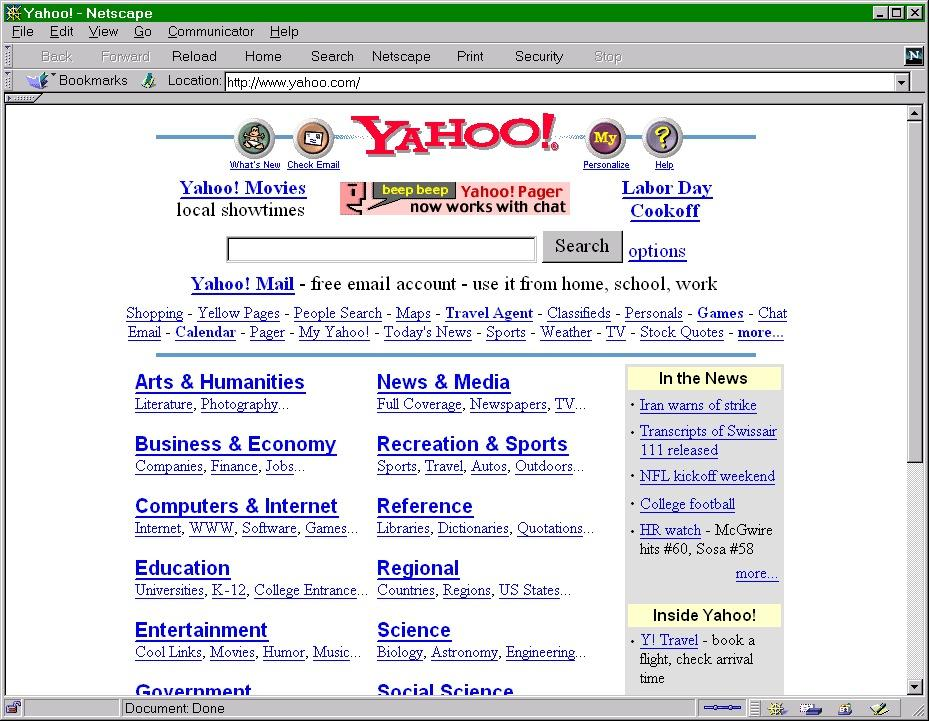 Yahoo! - Netscape
File Edit View Go Communicator Help
Back Forward Reload Home Search Netscape Print Security Stop
N
Bookmarks Location: http://www.yahoo.com/
YAHOO!
My
?
What's New Check Email Personalize Help
Yahoo! Movies
local showtimes
beep beep Yahoo! Pager
now works with chat
Labor Day
Cookoff
Search options
Yahoo! Mail - free email account - use it from home, school, work
Shopping - Yellow Pages - People Search - Maps - Travel Agent - Classifieds - Personals - Games - Chat
Email - Calendar - Pager - My Yahoo! - Today's News - Sports - Weather - TV - Stock Quotes - more...
Arts & Humanities
Literature, Photography...
Business & Economy
Companies, Finance, Jobs...
Computers & Internet
Internet, WWW, Software, Games...
Education
Universities, K-12, College Entrance...
Entertainment
Cool Links, Movies, Humor, Music...
Government
News & Media
Full Coverage, Newspapers, TV...
Recreation & Sports
Sports, Travel, Autos, Outdoors...
Reference
Libraries, Dictionaries, Quotations...
Regional
Countries, Regions, US States...
Science
Biology, Astronomy, Engineering...
Social Science
In the News
· Iran warns of strike
· Transcripts of Swissair
111 released
· NFL kickoff weekend
· College football
· HR watch - McGwire
hits #60, Sosa #58
more...
Inside Yahoo!
· Y! Travel - book a
flight, check arrival
time
Document: Done